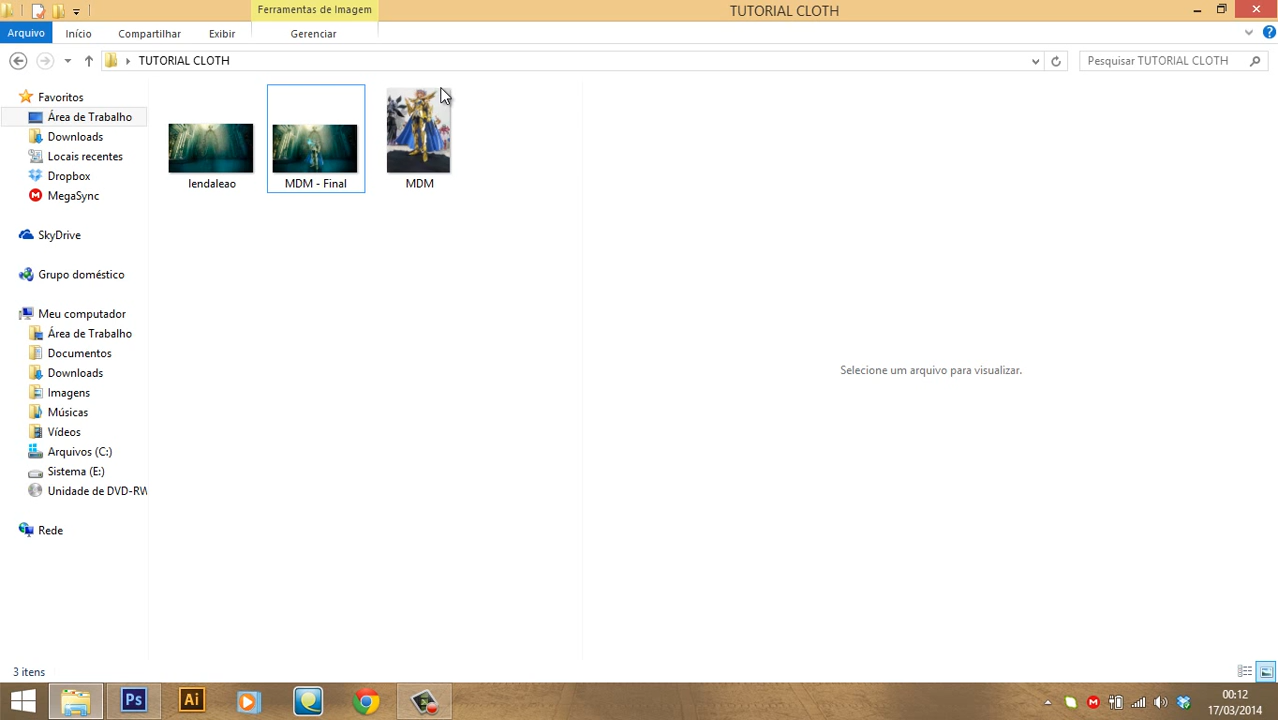 Ferramentas de Imagem
TUTORIAL CLOTH
Arquivo
Início
Compartilhar
Exibir
Gerenciar
TUTORIAL CLOTH
Pesquisar TUTORIAL CLOTH
Favoritos
Área de Trabalho
Downloads
Locais recentes
Dropbox
MegaSync
SkyDrive
Grupo doméstico
Meu computador
Área de Trabalho
Documentos
Downloads
Imagens
Músicas
Vídeos
Arquivos (C:)
Sistema (E:)
Unidade de DVD-RW
Rede
lendaleao
MDM - Final
MDM
Selecione um arquivo para visualizar.
3 itens
Ps
Ai
00:12
17/03/2014